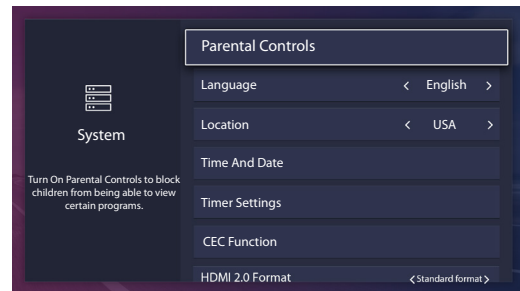 Parental Controls
Language < English >
System
Location < USA >
Time And Date
Turn On Parental Controls to block
children from being able to view
certain programs.
Timer Settings
CEC Function
HDMI 2.0 Format <Standard format>